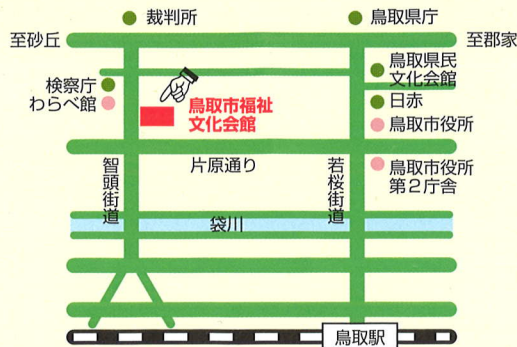 裁判所
鳥取県庁
至砂丘
至郡家
鳥取県民
文化会館
検察庁
わらべ館
日赤
鳥取市福祉
文化会館
鳥取市役所
智頭街道
片原通り
若桜街道
鳥取市役所
第2庁舎
袋川
鳥取駅